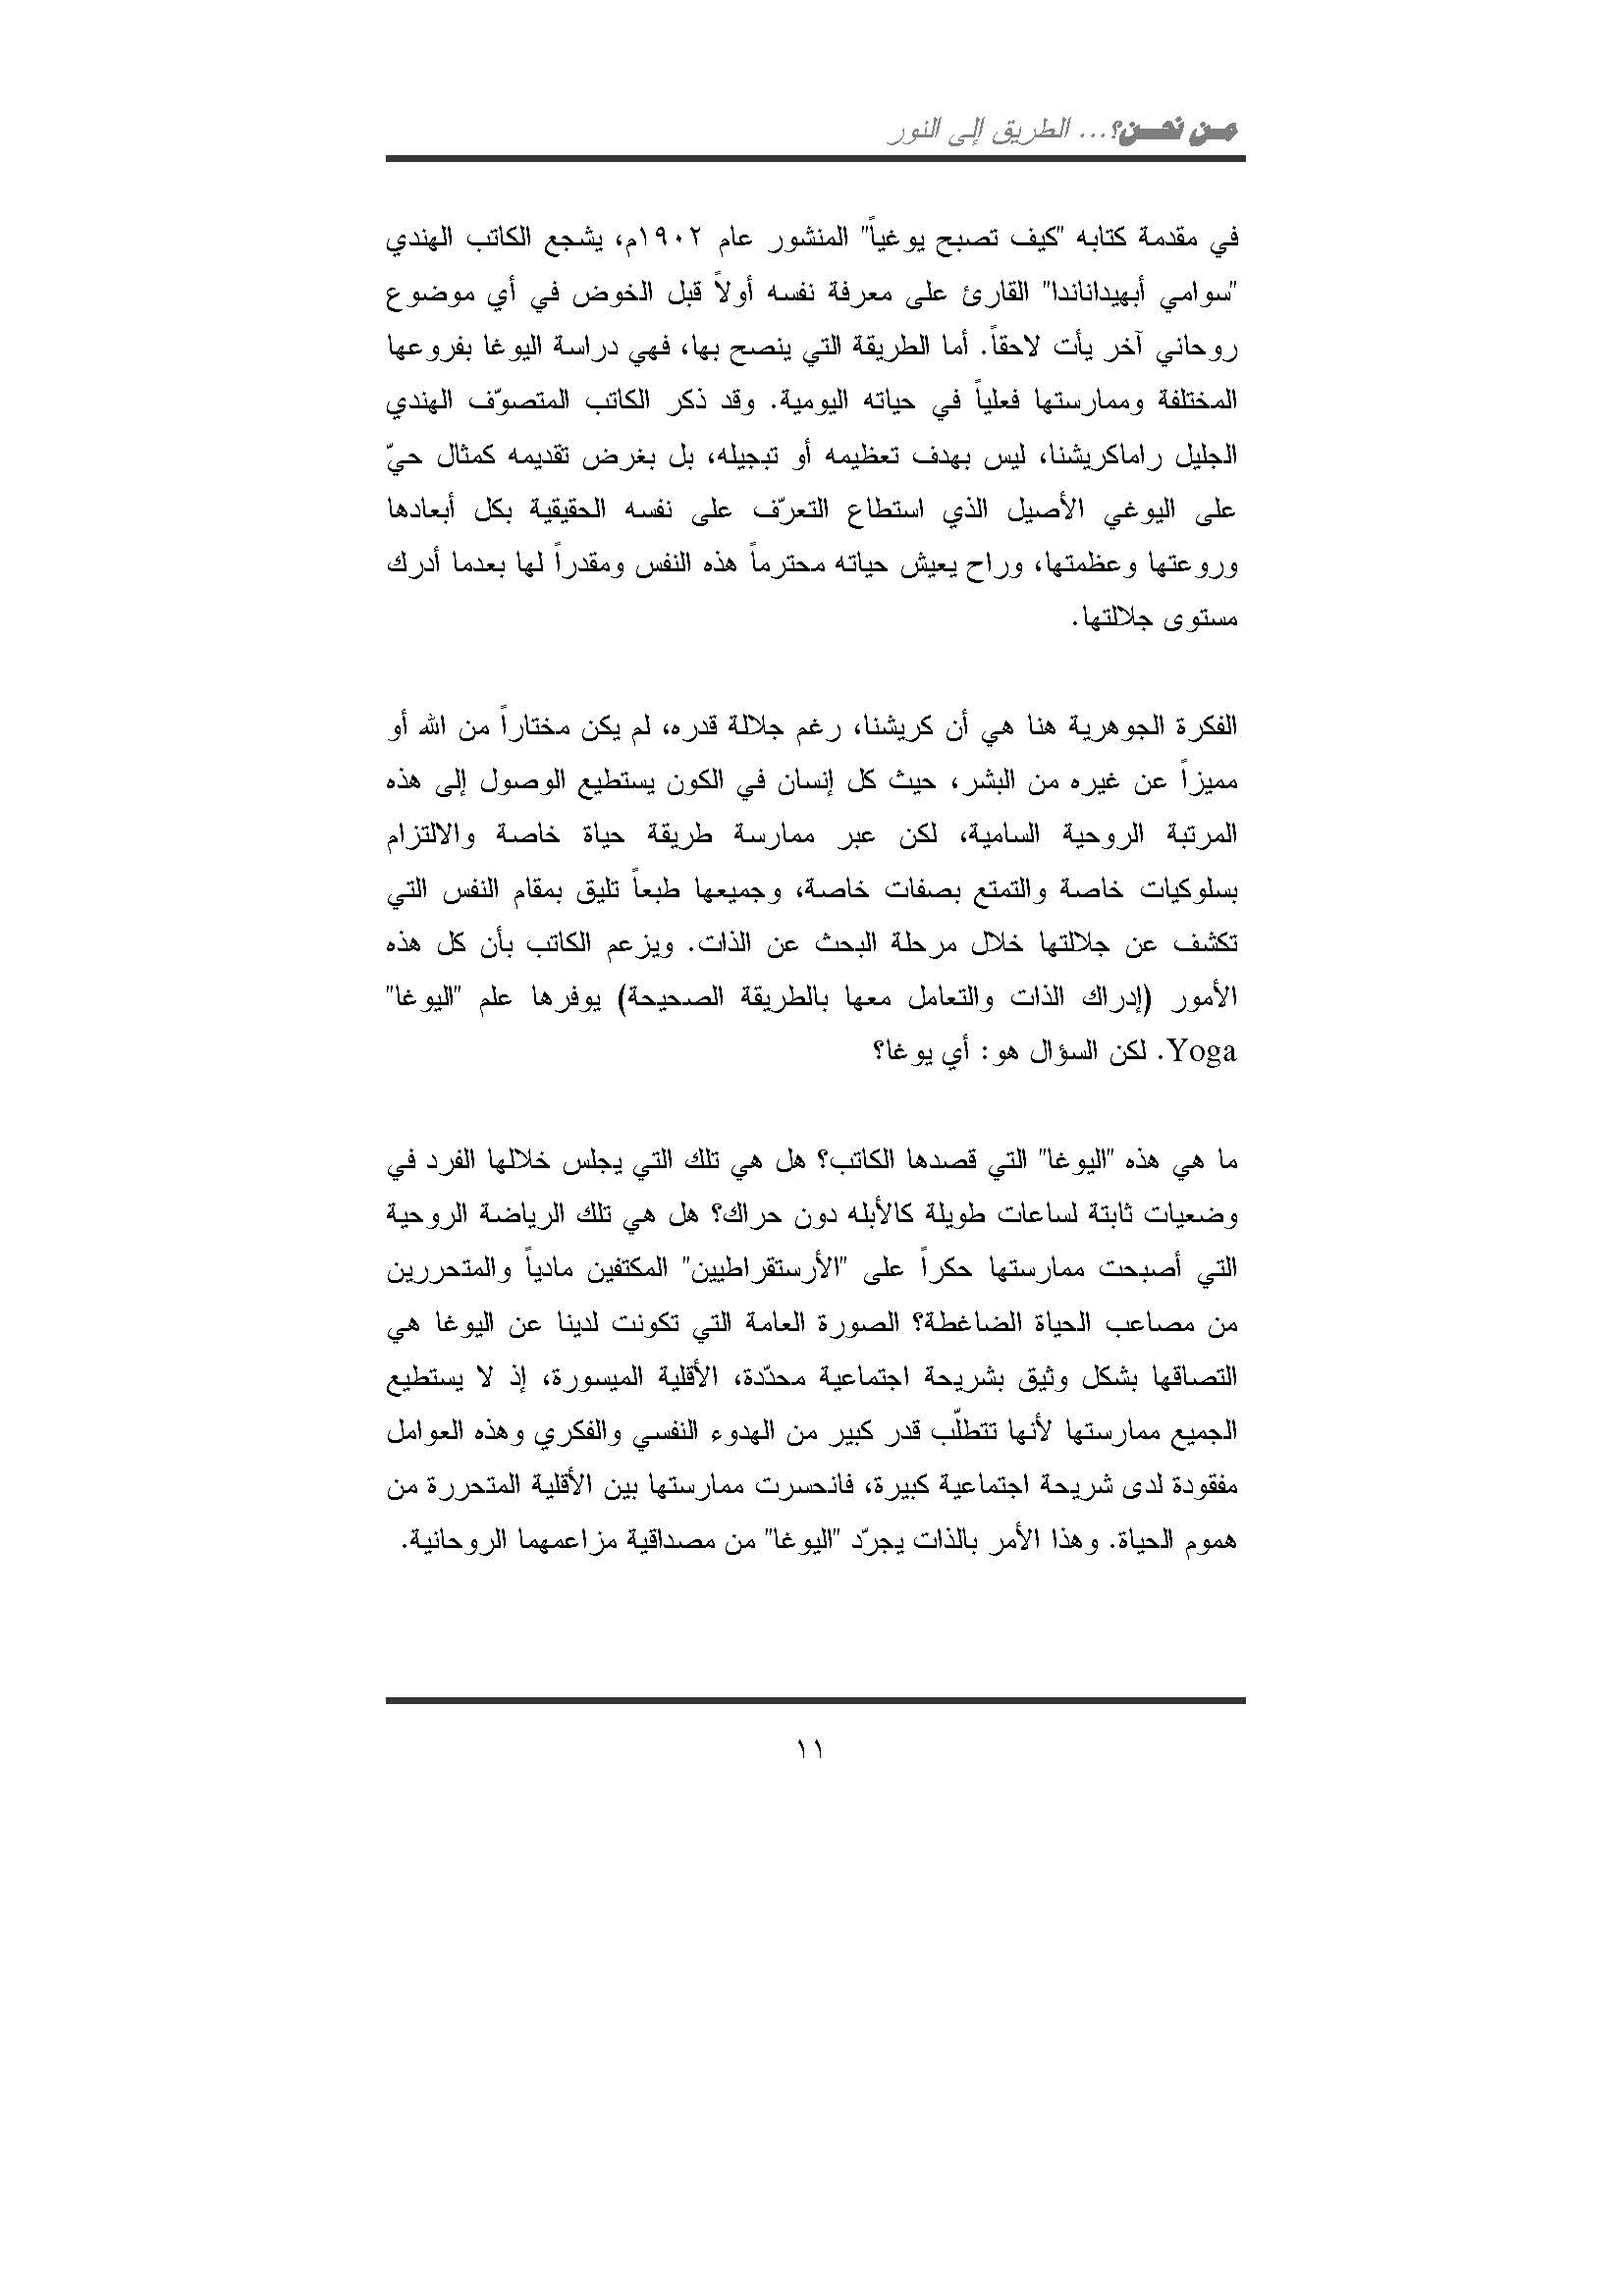 من نحن؟... الطريق إلى النور
في مقدمة كتابه "كيف تصبح يوغياً" المنشور عام ١٩٠٢م، يشجع الكاتب الهندي
"سوامي أبهيداناندا" القارئ على معرفة نفسه أولاً قبل الخوض في أي موضوع
روحاني آخر يأت لاحقاً. أما الطريقة التي ينصح بها، فهي دراسة اليوغا بفروعها
المختلفة وممارستها فعلياً في حياته اليومية. وقد ذكر الكاتب المتصوّف الهندي
الجليل راماكريشنا، ليس بهدف تعظيمه أو تبجيله، بل بغرض تقديمه كمثال حيّ
على اليوغي الأصيل الذي استطاع التعرّف على نفسه الحقيقية بكل أبعادها
وروعتها وعظمتها، وراح يعيش حياته محترماً هذه النفس ومقدراً لها بعدما أدرك
مستوى جلالتها.
الفكرة الجوهرية هنا هي أن كريشنا، رغم جلالة قدره، لم يكن مختاراً من الله أو
مميزاً عن غيره من البشر، حيث كل إنسان في الكون يستطيع الوصول إلى هذه
المرتبة الروحية السامية، لكن عبر ممارسة طريقة حياة خاصة والالتزام
بسلوكيات خاصة والتمتع بصفات خاصة، وجميعها طبعاً تليق بمقام النفس التي
تكشف عن جلالتها خلال مرحلة البحث عن الذات. ويزعم الكاتب بأن كل هذه
الأمور (إدراك الذات والتعامل معها بالطريقة الصحيحة) يوفرها علم "اليوغا"
Yoga. لكن السؤال هو: أي يوغا؟
ما هي هذه "اليوغا" التي قصدها الكاتب؟ هل هي تلك التي يجلس خلالها الفرد في
وضعيات ثابتة لساعات طويلة كالأبله دون حراك؟ هل هي تلك الرياضة الروحية
التي أصبحت ممارستها حكراً على "الأرستقراطيين" المكتفين مادياً والمتحررين
من مصاعب الحياة الضاغطة؟ الصورة العامة التي تكونت لدينا عن اليوغا هي
التصاقها بشكل وثيق بشريحة اجتماعية محدّدة، الأقلية الميسورة، إذ لا يستطيع
الجميع ممارستها لأنها تتطلّب قدر كبير من الهدوء النفسي والفكري وهذه العوامل
مفقودة لدى شريحة اجتماعية كبيرة، فانحسرت ممارستها بين الأقلية المتحررة من
هموم الحياة. وهذا الأمر بالذات يجرّد "اليوغا" من مصداقية مزاعمهما الروحانية.
١١